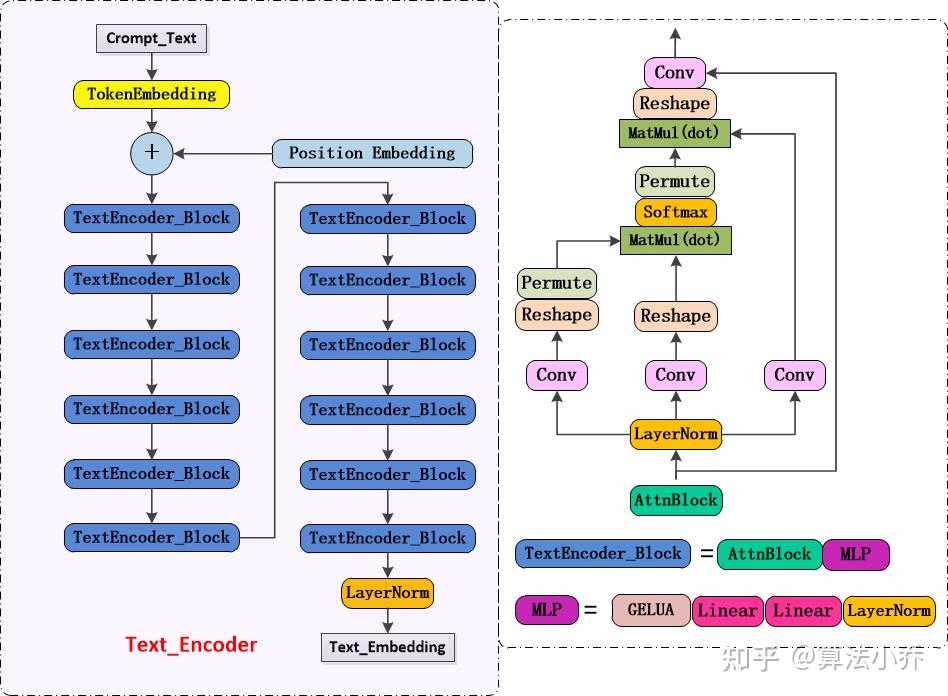 Crompt_Text
TokenEmbedding
+
Position Embedding
TextEncoder_Block
TextEncoder_Block
TextEncoder_Block
TextEncoder_Block
TextEncoder_Block
TextEncoder_Block
TextEncoder_Block
TextEncoder_Block
TextEncoder_Block
TextEncoder_Block
TextEncoder_Block
TextEncoder_Block
LayerNorm
Text_Embedding
Text_Encoder
Conv
Reshape
MatMul(dot)
Permute
Softmax
MatMul(dot)
Permute
Reshape
Reshape
Conv
Conv
Conv
LayerNorm
AttnBlock
TextEncoder_Block = AttnBlock MLP
MLP = GELUA Linear Linear LayerNorm
知乎 @算法小乔